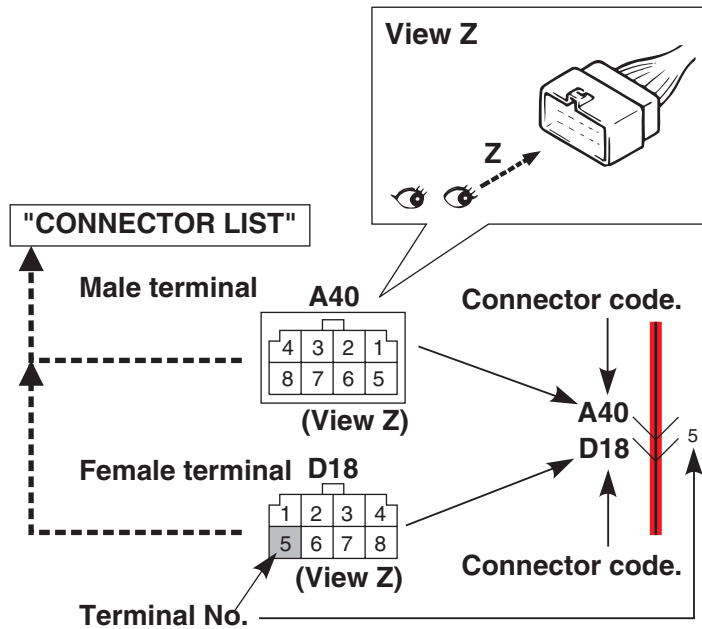 View Z
Z
"CONNECTOR LIST"
Male terminal
A40
4 3 2 1
8 7 6 5
(View Z)
Connector code.
A40
D18
5
Female terminal
D18
1 2 3 4
5 6 7 8
(View Z)
Connector code.
Terminal No.